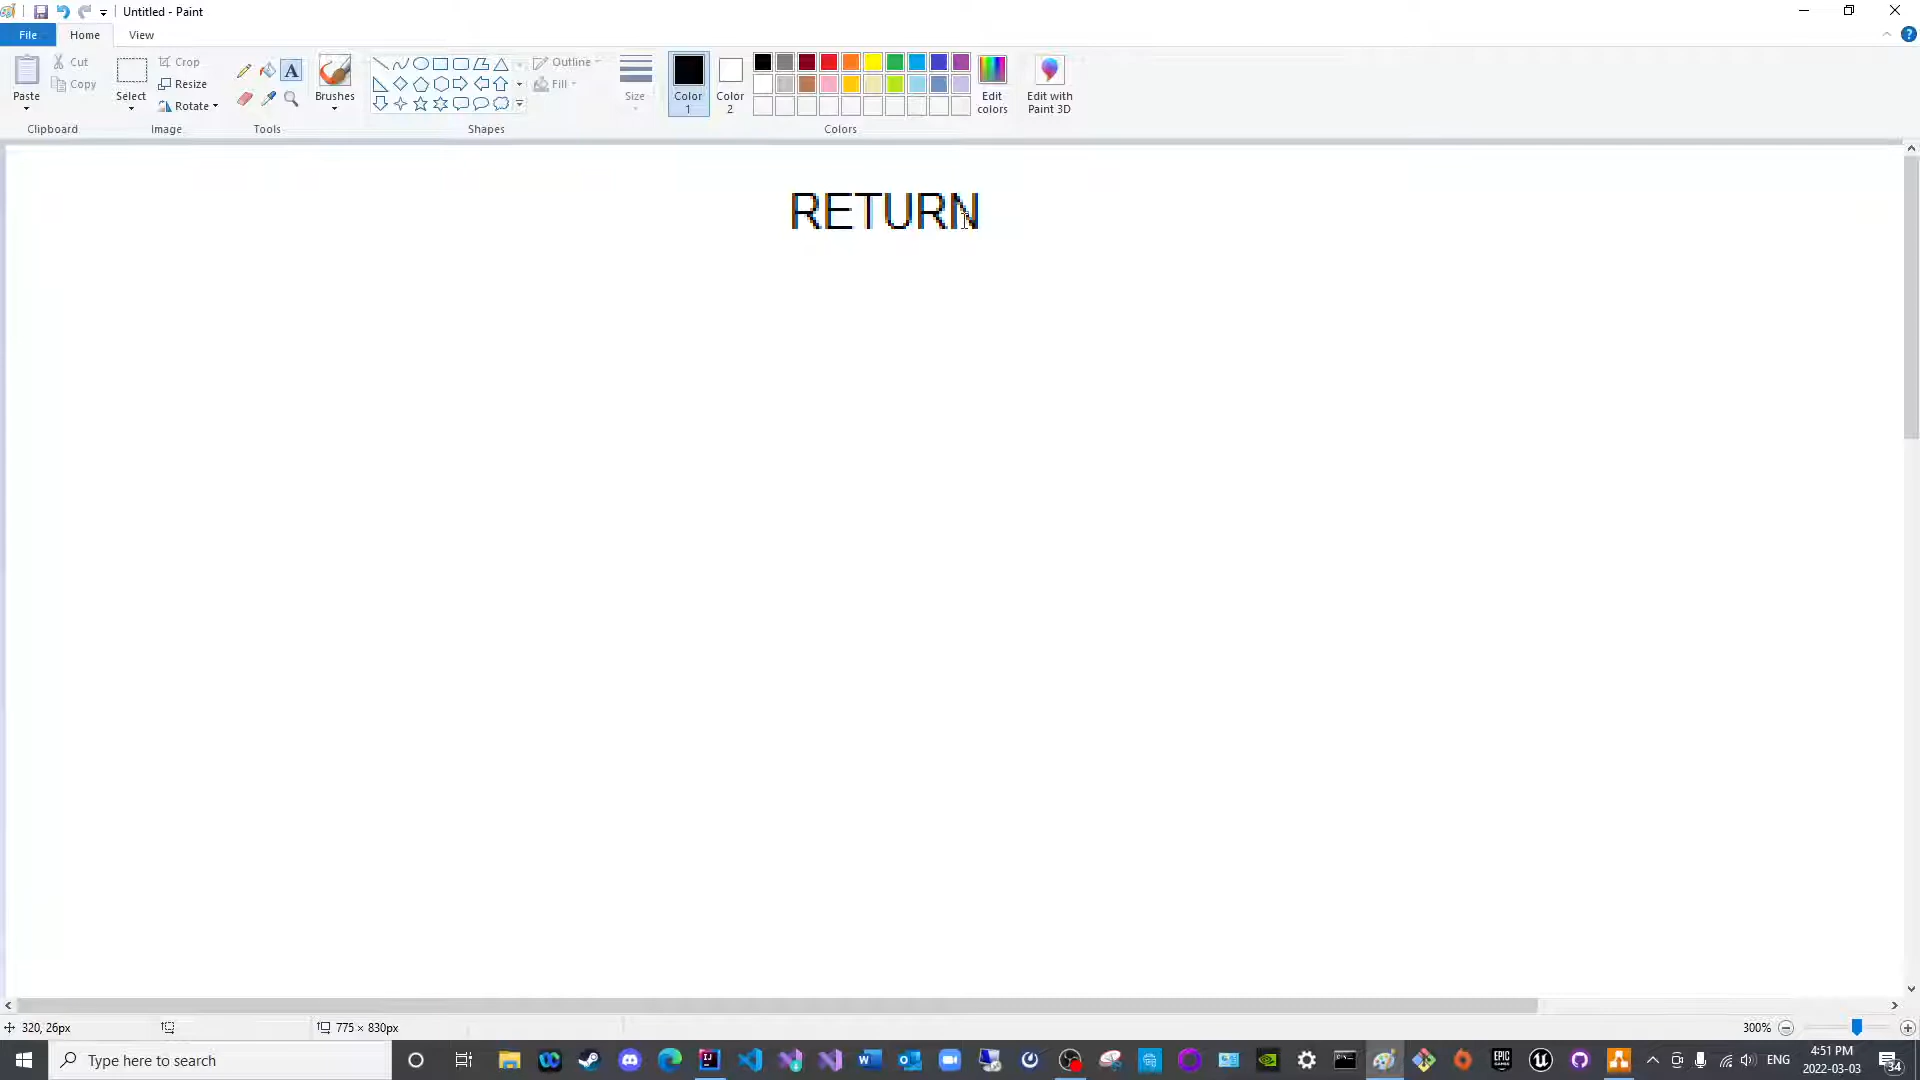 Untitled - Paint
File Home View
Paste
Cut
Copy
Clipboard
Select
Crop
Resize
Rotate
Image
Tools
Brushes
Outline
Fill
Shapes
Size
Color 1
Color 2
Edit colors
Colors
Edit with Paint 3D
RETURN
320, 26px
775 × 830px
300%
Type here to search
ENG
4:51 PM
2022-03-03
34